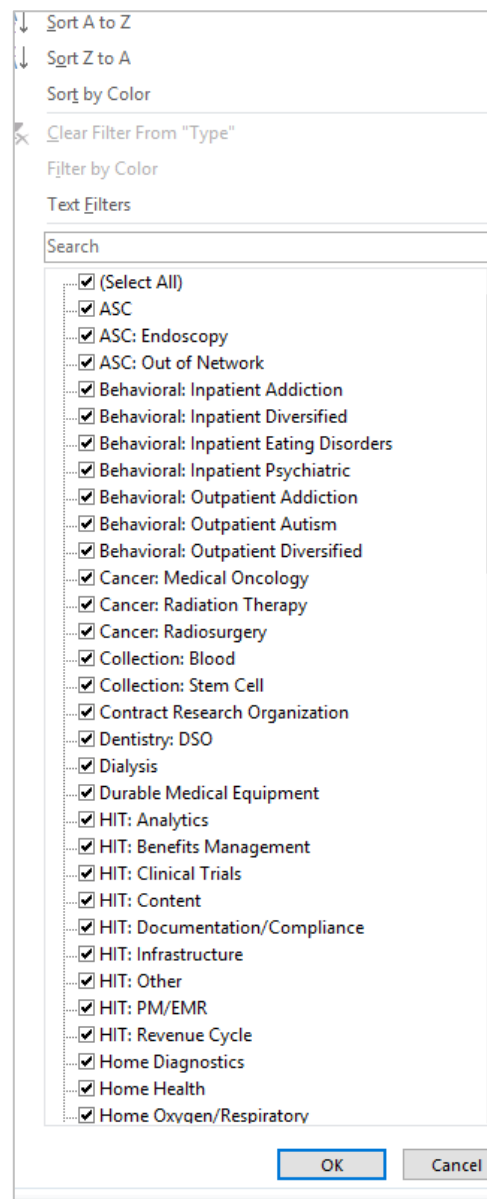 Sort A to Z
Sort Z to A
Sort by Color
Clear Filter From "Type"
Filter by Color
Text Filters
Search
(Select All)
ASC
ASC: Endoscopy
ASC: Out of Network
Behavioral: Inpatient Addiction
Behavioral: Inpatient Diversified
Behavioral: Inpatient Eating Disorders
Behavioral: Inpatient Psychiatric
Behavioral: Outpatient Addiction
Behavioral: Outpatient Autism
Behavioral: Outpatient Diversified
Cancer: Medical Oncology
Cancer: Radiation Therapy
Cancer: Radiosurgery
Collection: Blood
Collection: Stem Cell
Contract Research Organization
Dentistry: DSO
Dialysis
Durable Medical Equipment
HIT: Analytics
HIT: Benefits Management
HIT: Clinical Trials
HIT: Content
HIT: Documentation/Compliance
HIT: Infrastructure
HIT: Other
HIT: PM/EMR
HIT: Revenue Cycle
Home Diagnostics
Home Health
Home Oxygen/Respiratory
OK Cancel